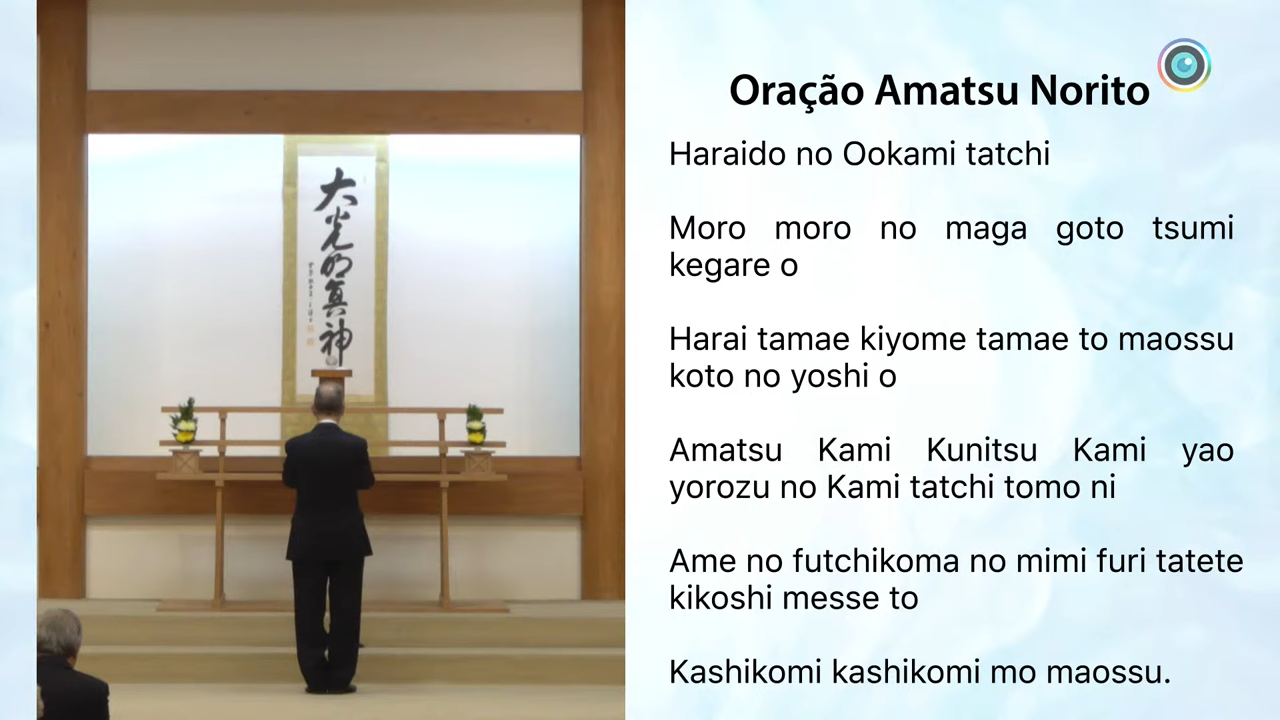 大光明真神
Oração Amatsu Norito
Haraido no Ookami tatchi
Moro moro no maga goto tsumi
kegare o
Harai tamae kiyome tamae to maossu
koto no yoshi o
Amatsu Kami Kunitsu Kami yao
yorozu no Kami tatchi tomo ni
Ame no futchikoma no mimi furi tatete
kikoshi messe to
Kashikomi kashikomi mo maossu.